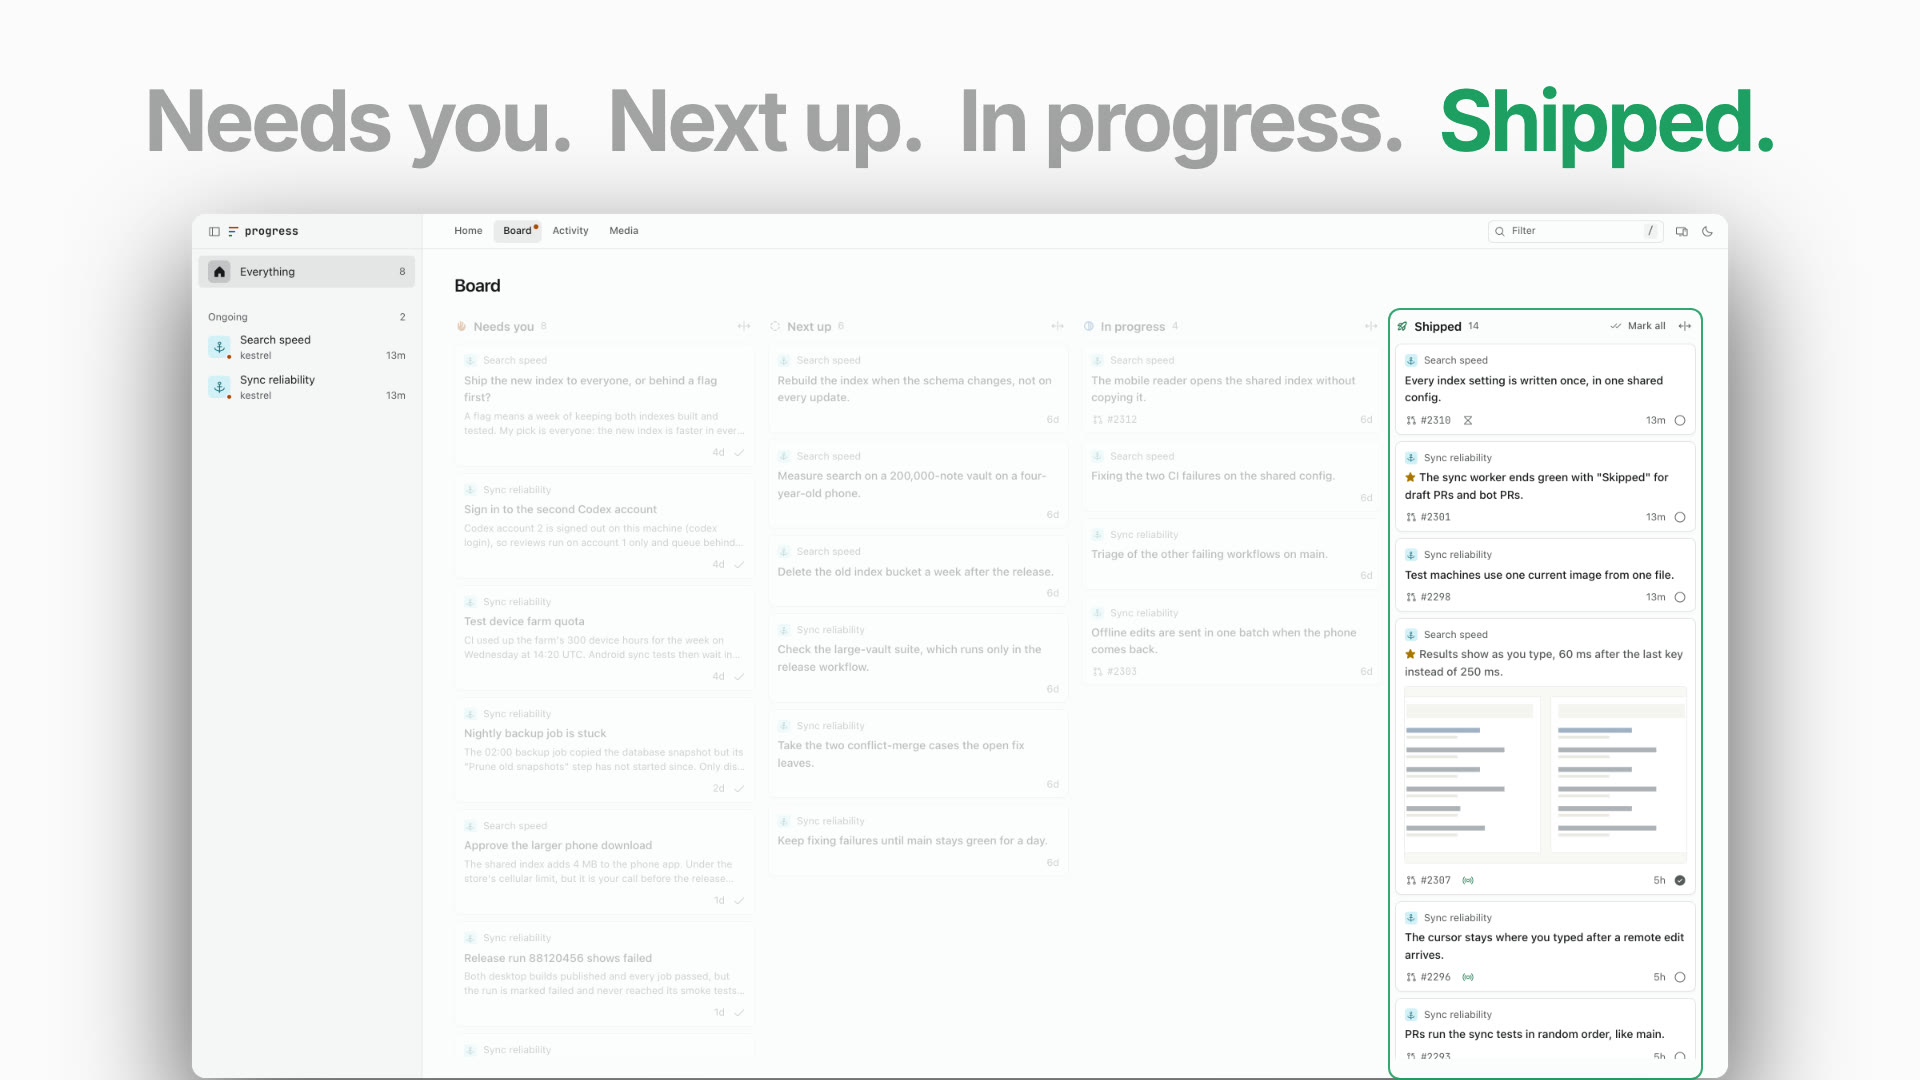 Needs you. Next up. In progress. Shipped.
progress
Home Board Activity Media
Filter /
Everything 8
Ongoing 2
Search speed
kestrel 13m
Sync reliability
kestrel 13m
Board
Needs you 8
Search speed
Ship the new index to everyone, or behind a flag
first?
A flag means a week of keeping both indexes built and
tested. My pick is everyone: the new index is faster in ever…
4d
Sync reliability
Sign in to the second Codex account
Codex account 2 is signed out on this machine (codex
login), so reviews run on account 1 only and queue behind…
4d
Sync reliability
Test device farm quota
CI used up the farm's 300 device hours for the week on
Wednesday at 14:20 UTC. Android sync tests then wait in…
4d
Sync reliability
Nightly backup job is stuck
The 02:00 backup job copied the database snapshot but its
"Prune old snapshots" step has not started since. Only dis…
2d
Search speed
Approve the larger phone download
The shared index adds 4 MB to the phone app. Under the
store's cellular limit, but it is your call before the release…
1d
Sync reliability
Release run 88120456 shows failed
Both desktop builds published and every job passed, but
the run is marked failed and never reached its smoke tests…
1d
Sync reliability
Next up 6
Search speed
Rebuild the index when the schema changes, not on
every update.
6d
Search speed
Measure search on a 200,000-note vault on a four-
year-old phone.
6d
Search speed
Delete the old index bucket a week after the release.
6d
Sync reliability
Check the large-vault suite, which runs only in the
release workflow.
6d
Sync reliability
Take the two conflict-merge cases the open fix
leaves.
6d
Sync reliability
Keep fixing failures until main stays green for a day.
6d
In progress 4
Search speed
The mobile reader opens the shared index without
copying it.
#2312 6d
Search speed
Fixing the two CI failures on the shared config.
6d
Sync reliability
Triage of the other failing workflows on main.
6d
Sync reliability
Offline edits are sent in one batch when the phone
comes back.
#2303 6d
Shipped 14 Mark all
Search speed
Every index setting is written once, in one shared
config.
#2310 13m
Sync reliability
The sync worker ends green with "Skipped" for
draft PRs and bot PRs.
#2301 13m
Sync reliability
Test machines use one current image from one file.
#2298 13m
Search speed
Results show as you type, 60 ms after the last key
instead of 250 ms.
#2307 5h
Sync reliability
The cursor stays where you typed after a remote edit
arrives.
#2296 5h
Sync reliability
PRs run the sync tests in random order, like main.
#2293 5h